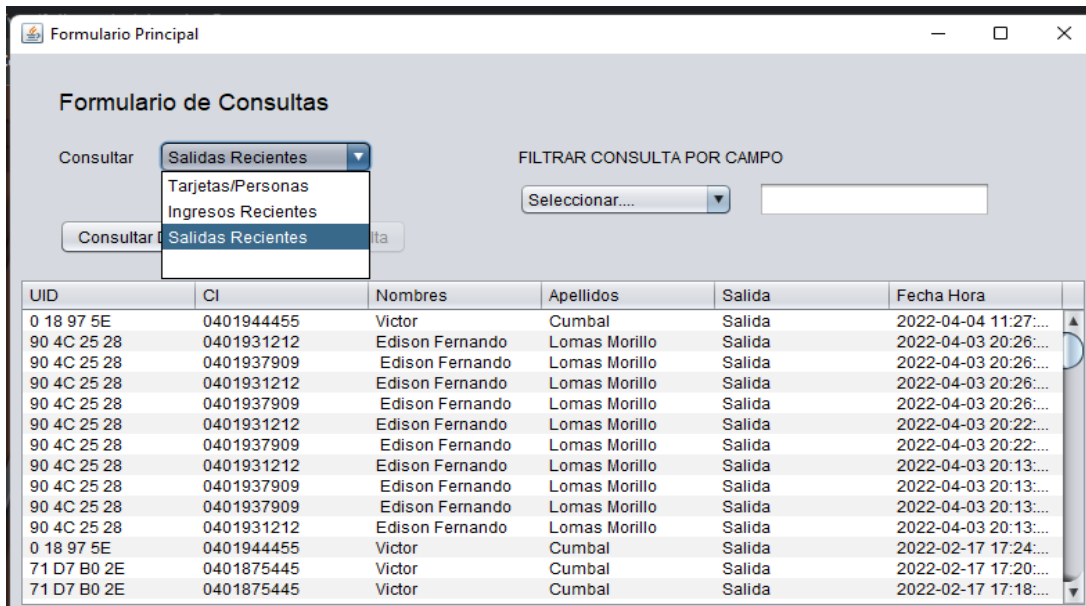 Formulario Principal
Formulario de Consultas
Consultar Salidas Recientes FILTRAR CONSULTA POR CAMPO
Tarjetas/Personas
Seleccionar....
Ingresos Recientes
Consultar Salidas Recientes lta
UID CI Nombres Apellidos Salida Fecha Hora
0 18 97 5E 0401944455 Victor Cumbal Salida 2022-04-04 11:27:...
90 4C 25 28 0401931212 Edison Fernando Lomas Morillo Salida 2022-04-03 20:26:...
90 4C 25 28 0401937909 Edison Fernando Lomas Morillo Salida 2022-04-03 20:26:...
90 4C 25 28 0401931212 Edison Fernando Lomas Morillo Salida 2022-04-03 20:26:...
90 4C 25 28 0401937909 Edison Fernando Lomas Morillo Salida 2022-04-03 20:26:...
90 4C 25 28 0401931212 Edison Fernando Lomas Morillo Salida 2022-04-03 20:22:...
90 4C 25 28 0401937909 Edison Fernando Lomas Morillo Salida 2022-04-03 20:22:...
90 4C 25 28 0401931212 Edison Fernando Lomas Morillo Salida 2022-04-03 20:13:...
90 4C 25 28 0401937909 Edison Fernando Lomas Morillo Salida 2022-04-03 20:13:...
90 4C 25 28 0401937909 Edison Fernando Lomas Morillo Salida 2022-04-03 20:13:...
90 4C 25 28 0401931212 Edison Fernando Lomas Morillo Salida 2022-04-03 20:13:...
0 18 97 5E 0401944455 Victor Cumbal Salida 2022-02-17 17:24:...
71 D7 B0 2E 0401875445 Victor Cumbal Salida 2022-02-17 17:20:...
71 D7 B0 2E 0401875445 Victor Cumbal Salida 2022-02-17 17:18:...